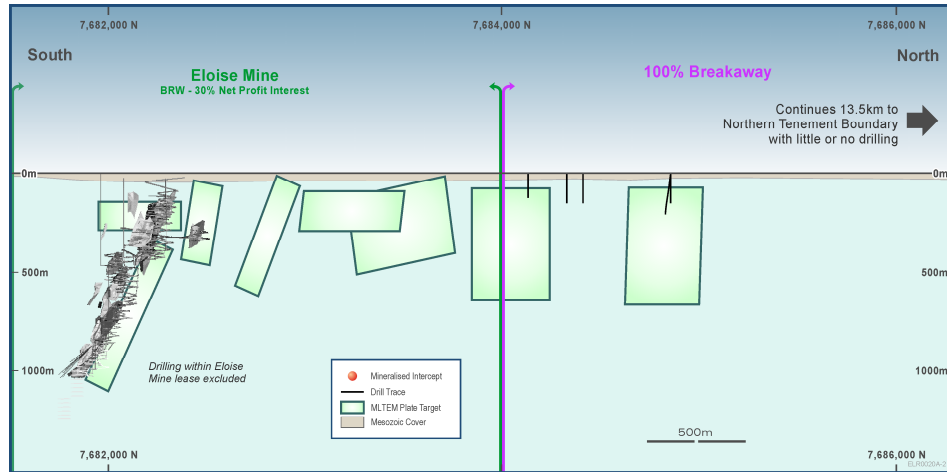 7,682,000 N
7,684,000 N
7,686,000 N
South
North
Eloise Mine
BRW - 30% Net Profit Interest
100% Breakaway
Continues 13.5km to
Northern Tenement Boundary
with little or no drilling
0m
0m
500m
500m
1000m
1000m
Drilling within Eloise
Mine lease excluded
Mineralised Intercept
Drill Trace
MLTEM Plate Target
Mesozoic Cover
500m
7,682,000 N
7,686,000 N
ELR0020A-2